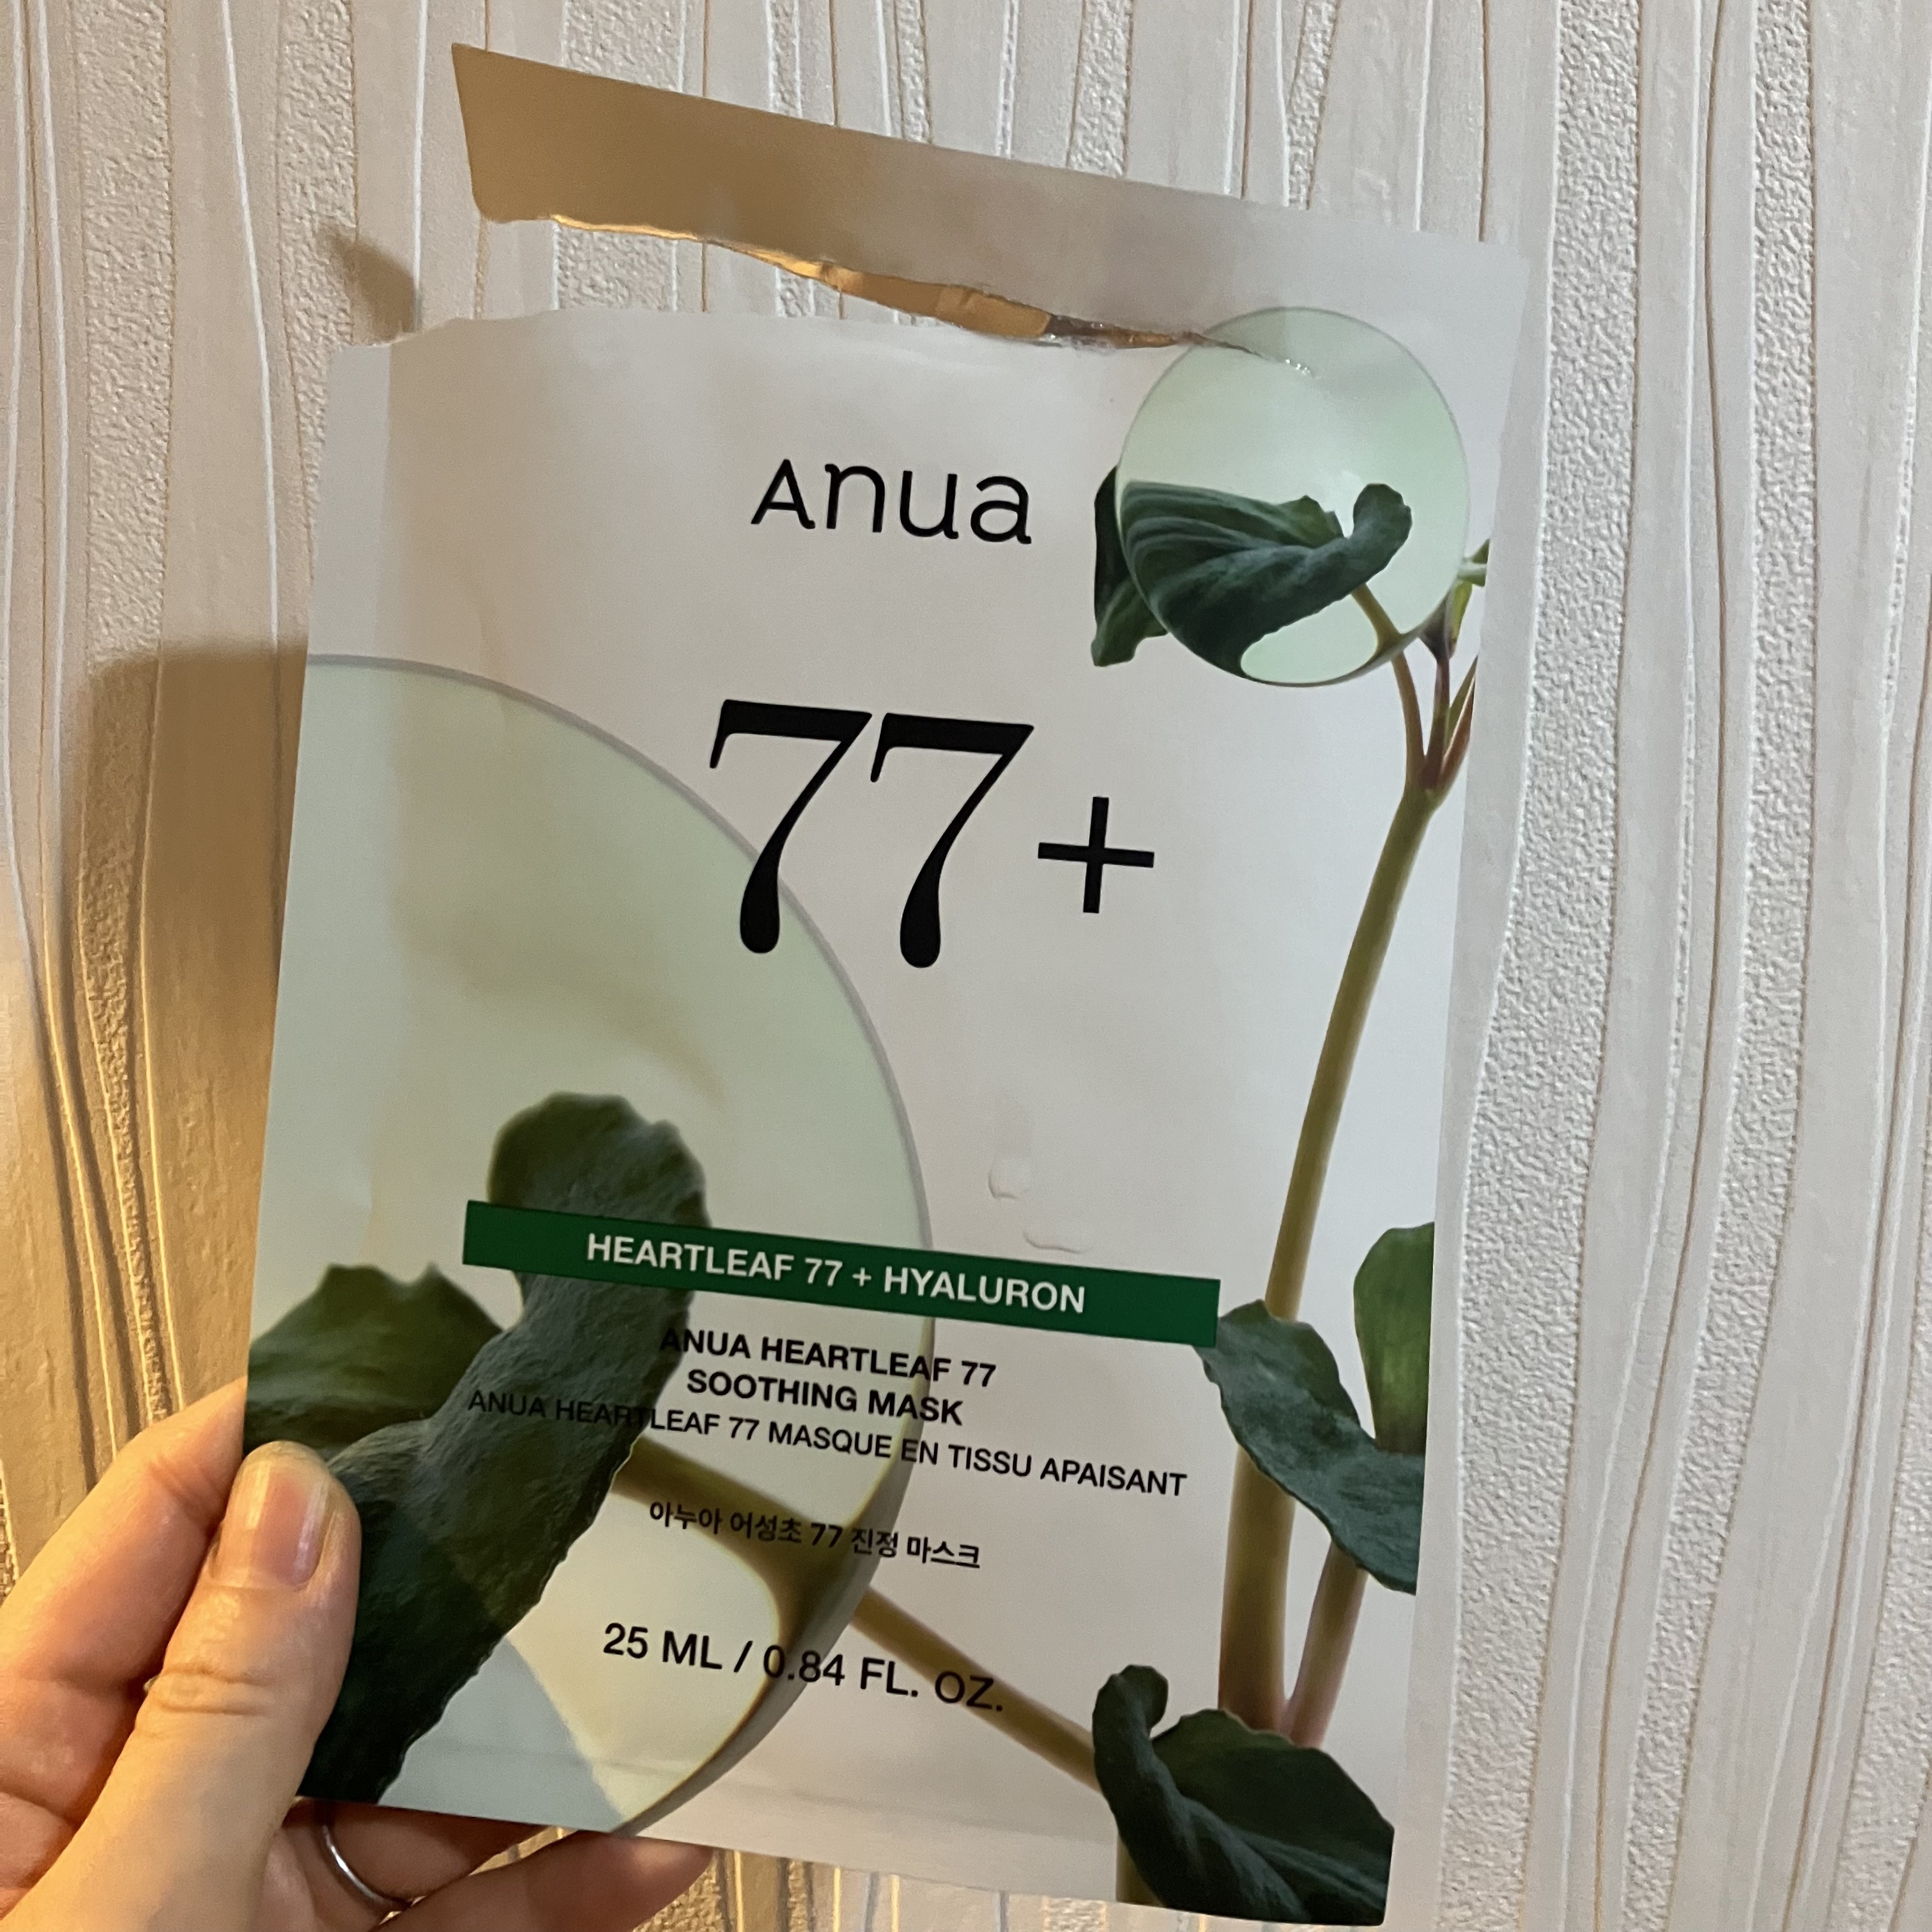 Anua
77+
HEARTLEAF 77 + HYALURON
ANUA HEARTLEAF 77
SOOTHING MASK
ANUA HEARTLEAF 77 MASQUE EN TISSU APAISANT
아누아 어성초 77 진정 마스크
25 ML / 0.84 FL. OZ.